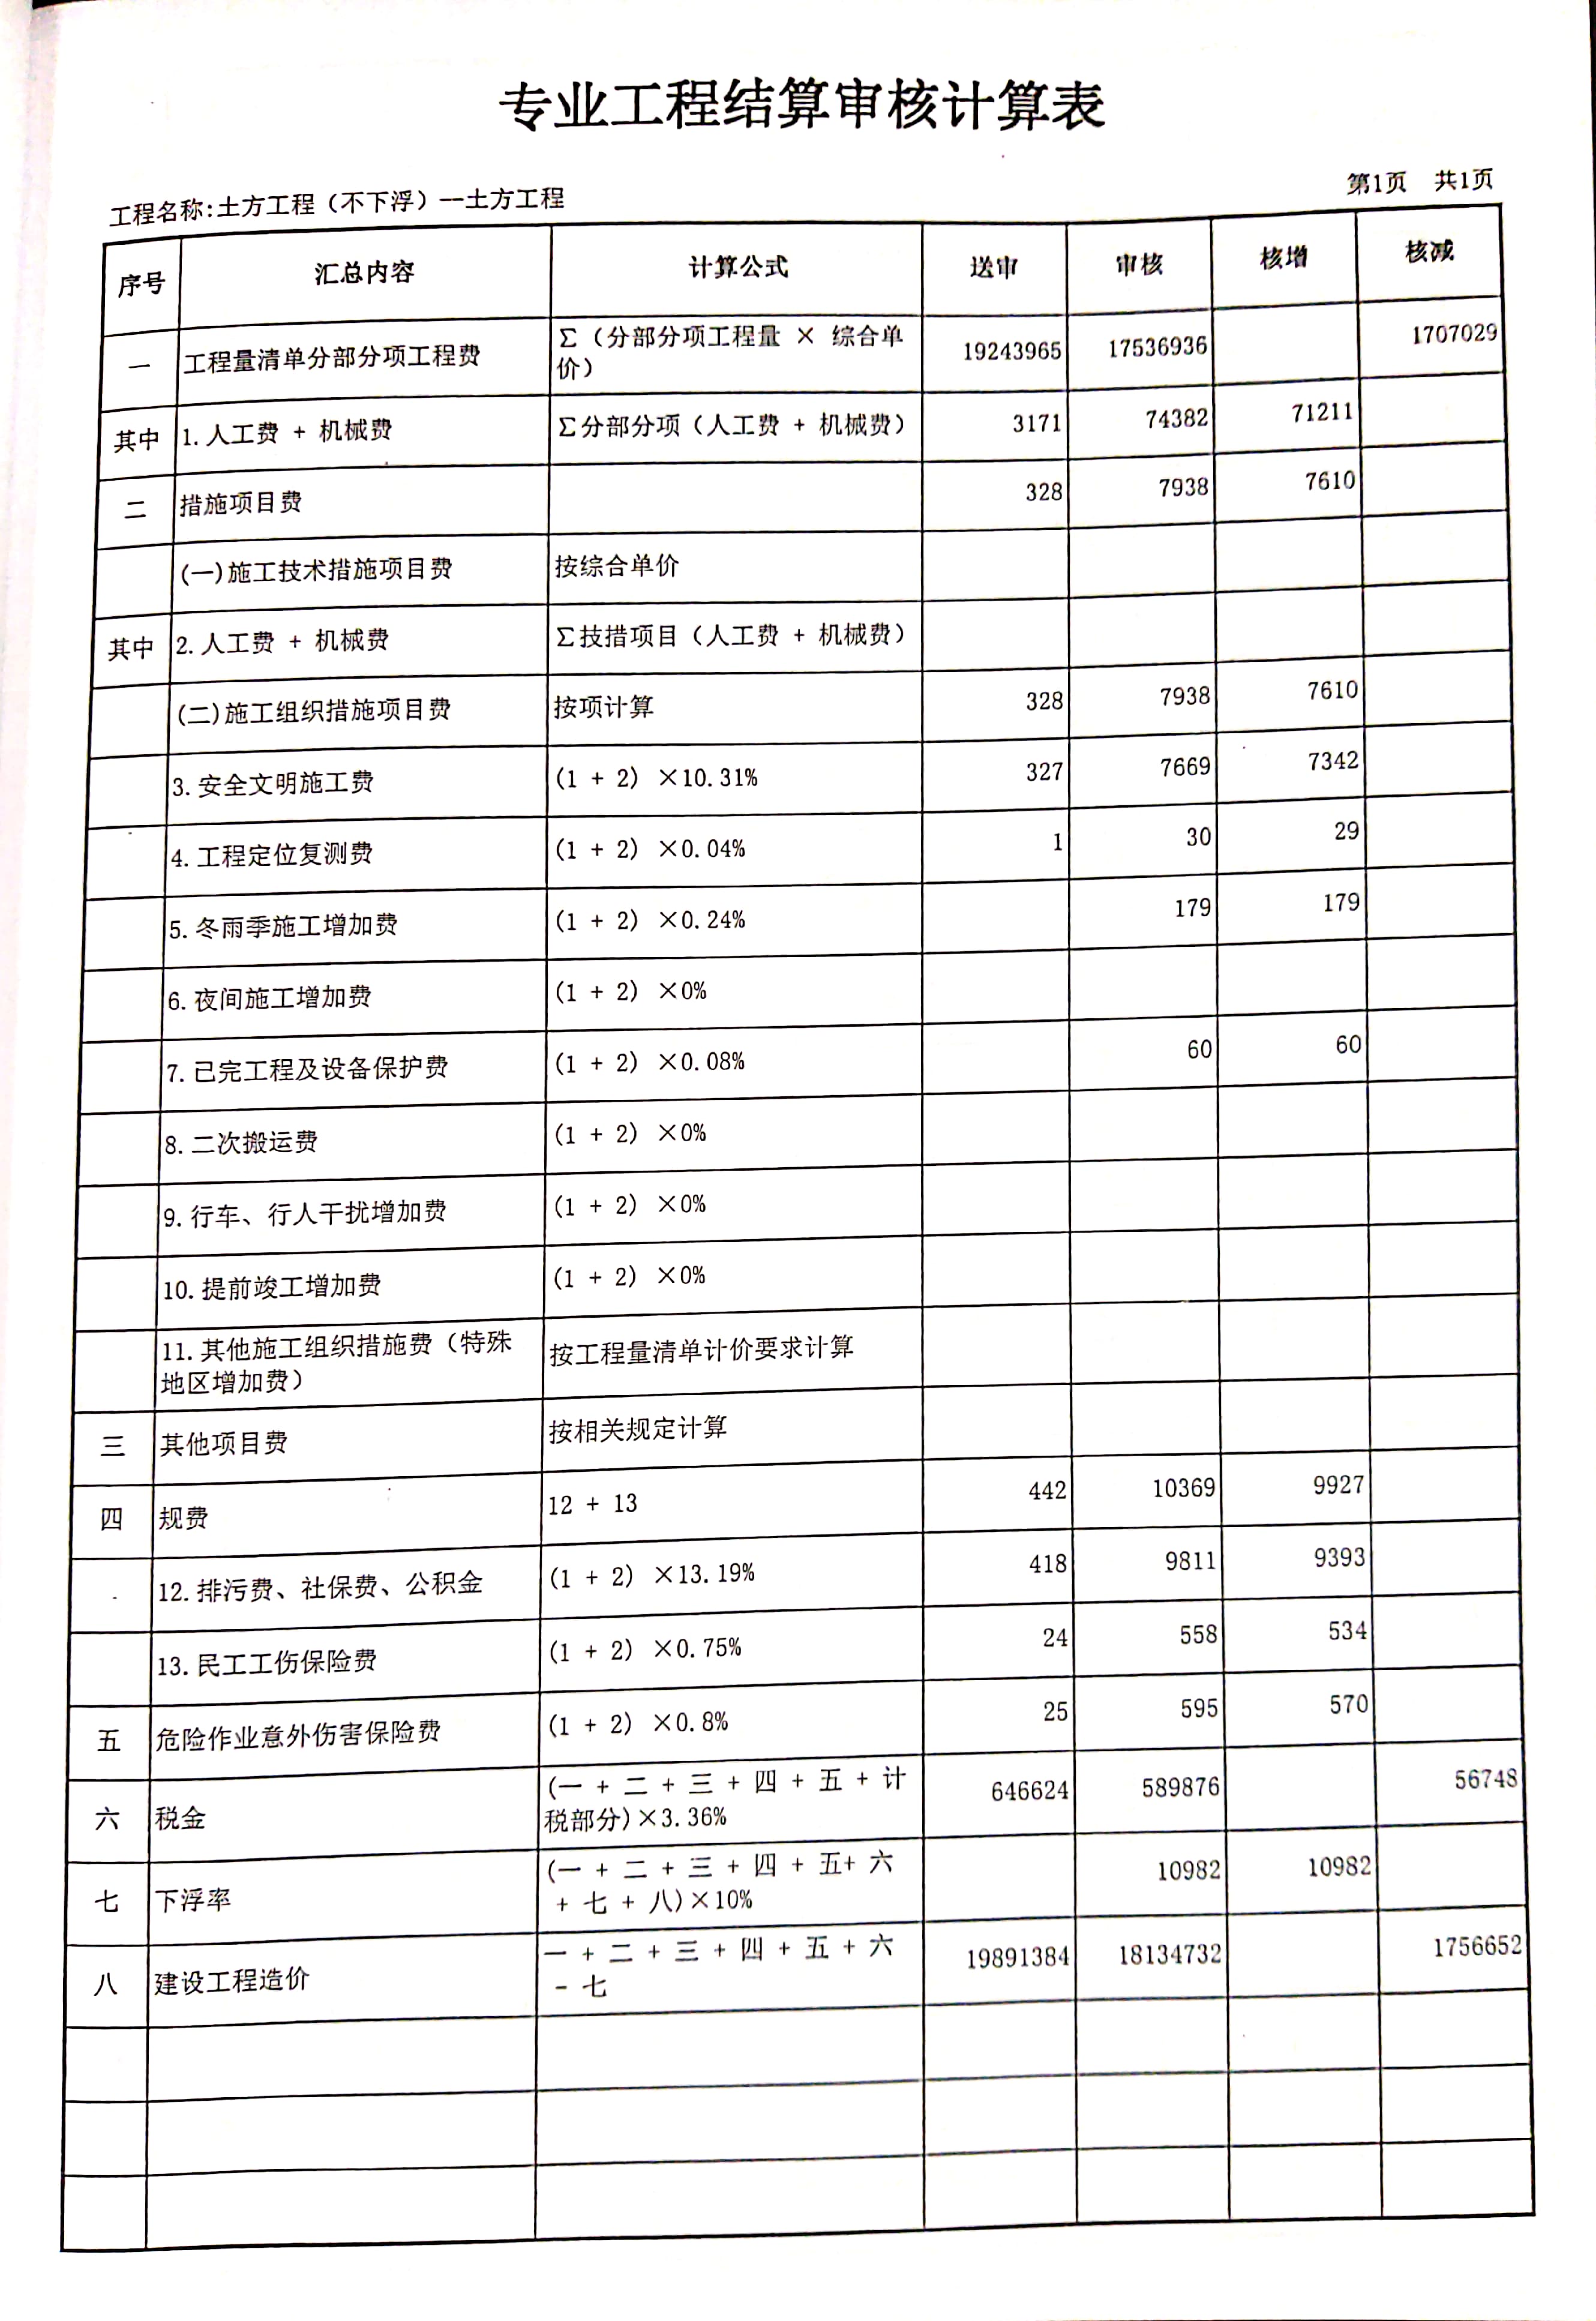 专业工程结算审核计算表
工程名称:土方工程（不下浮）--土方工程 第1页 共1页
序号 汇总内容 计算公式 送审 审核 核增 核减
一 工程量清单分部分项工程费 Σ（分部分项工程量 × 综合单价） 19243965 17536936 1707029
其中 1.人工费 + 机械费 Σ分部分项（人工费 + 机械费） 3171 74382 71211
二 措施项目费 328 7938 7610
(一)施工技术措施项目费 按综合单价
其中 2.人工费 + 机械费 Σ技措项目（人工费 + 机械费）
(二)施工组织措施项目费 按项计算 328 7938 7610
3.安全文明施工费 (1 + 2) ×10.31% 327 7669 7342
4.工程定位复测费 (1 + 2) ×0.04% 1 30 29
5.冬雨季施工增加费 (1 + 2) ×0.24% 179 179
6.夜间施工增加费 (1 + 2) ×0%
7.已完工程及设备保护费 (1 + 2) ×0.08% 60 60
8.二次搬运费 (1 + 2) ×0%
9.行车、行人干扰增加费 (1 + 2) ×0%
10.提前竣工增加费 (1 + 2) ×0%
11.其他施工组织措施费（特殊地区增加费） 按工程量清单计价要求计算
三 其他项目费 按相关规定计算
四 规费 12 + 13 442 10369 9927
12.排污费、社保费、公积金 (1 + 2) ×13.19% 418 9811 9393
13.民工工伤保险费 (1 + 2) ×0.75% 24 558 534
五 危险作业意外伤害保险费 (1 + 2) ×0.8% 25 595 570
六 税金 (一 + 二 + 三 + 四 + 五 + 计税部分)×3.36% 646624 589876 56748
七 下浮率 (一 + 二 + 三 + 四 + 五+ 六 + 七 + 八)×10% 10982 10982
八 建设工程造价 一 + 二 + 三 + 四 + 五 + 六 - 七 19891384 18134732 1756652